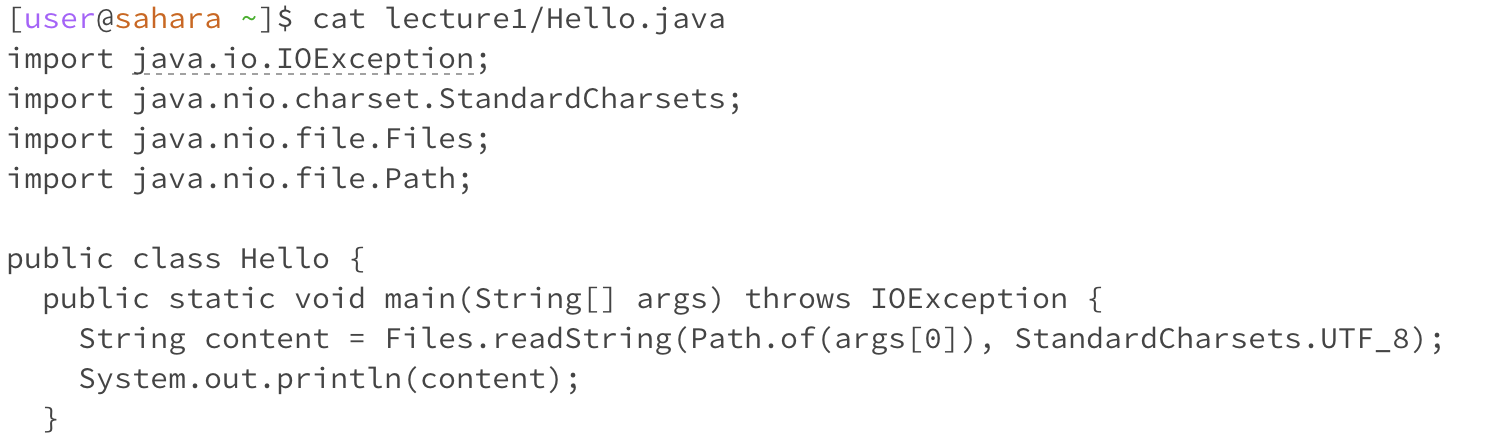 [user@sahara ~]$ cat lecture1/Hello.java
import java.io.IOException;
import java.nio.charset.StandardCharsets;
import java.nio.file.Files;
import java.nio.file.Path;

public class Hello {
  public static void main(String[] args) throws IOException {
    String content = Files.readString(Path.of(args[0]), StandardCharsets.UTF_8);
    System.out.println(content);
  }